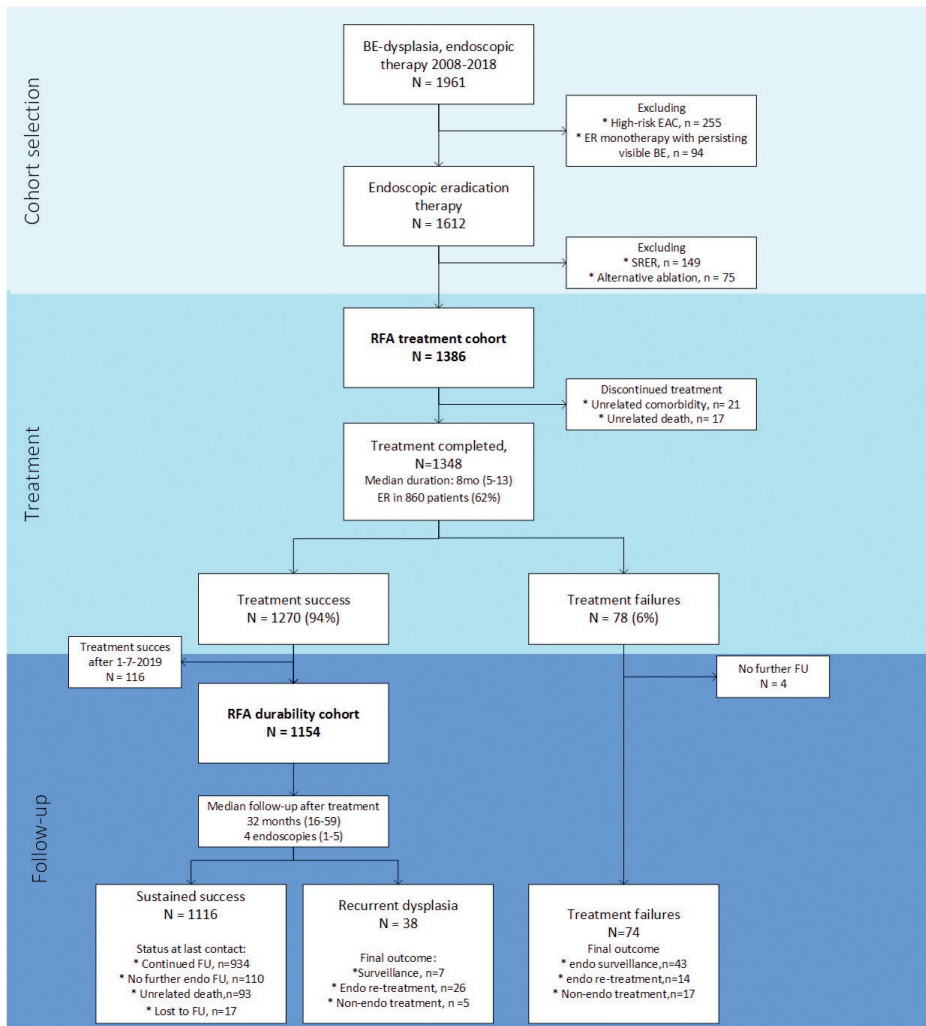 Cohort selection
BE-dysplasia, endoscopic
therapy 2008-2018
N = 1961
Excluding
* High-risk EAC, n = 255
* ER monotherapy with persisting
visible BE, n = 94
Endoscopic eradication
therapy
N = 1612
Excluding
* SRER, n = 149
* Alternative ablation, n = 75
Treatment
RFA treatment cohort
N = 1386
Discontinued treatment
* Unrelated comorbidity, n= 21
* Unrelated death, n= 17
Treatment completed,
N=1348
Median duration: 8mo (5-13)
ER in 860 patients (62%)
Treatment success
N = 1270 (94%)
Treatment failures
N = 78 (6%)
Follow-up
Treatment succes
after 1-7-2019
N = 116
No further FU
N = 4
RFA durability cohort
N = 1154
Median follow-up after treatment
32 months (16-59)
4 endoscopies (1-5)
Sustained success
N = 1116
Status at last contact:
* Continued FU, n=934
* No further endo FU, n=110
* Unrelated death,n=93
* Lost to FU, n=17
Recurrent dysplasia
N = 38
Final outcome:
*Surveillance, n=7
* Endo re-treatment, n=26
* Non-endo treatment, n =5
Treatment failures
N=74
Final outcome
* endo surveillance,n=43
* endo re-treatment,n=14
* Non-endo treatment,n=17